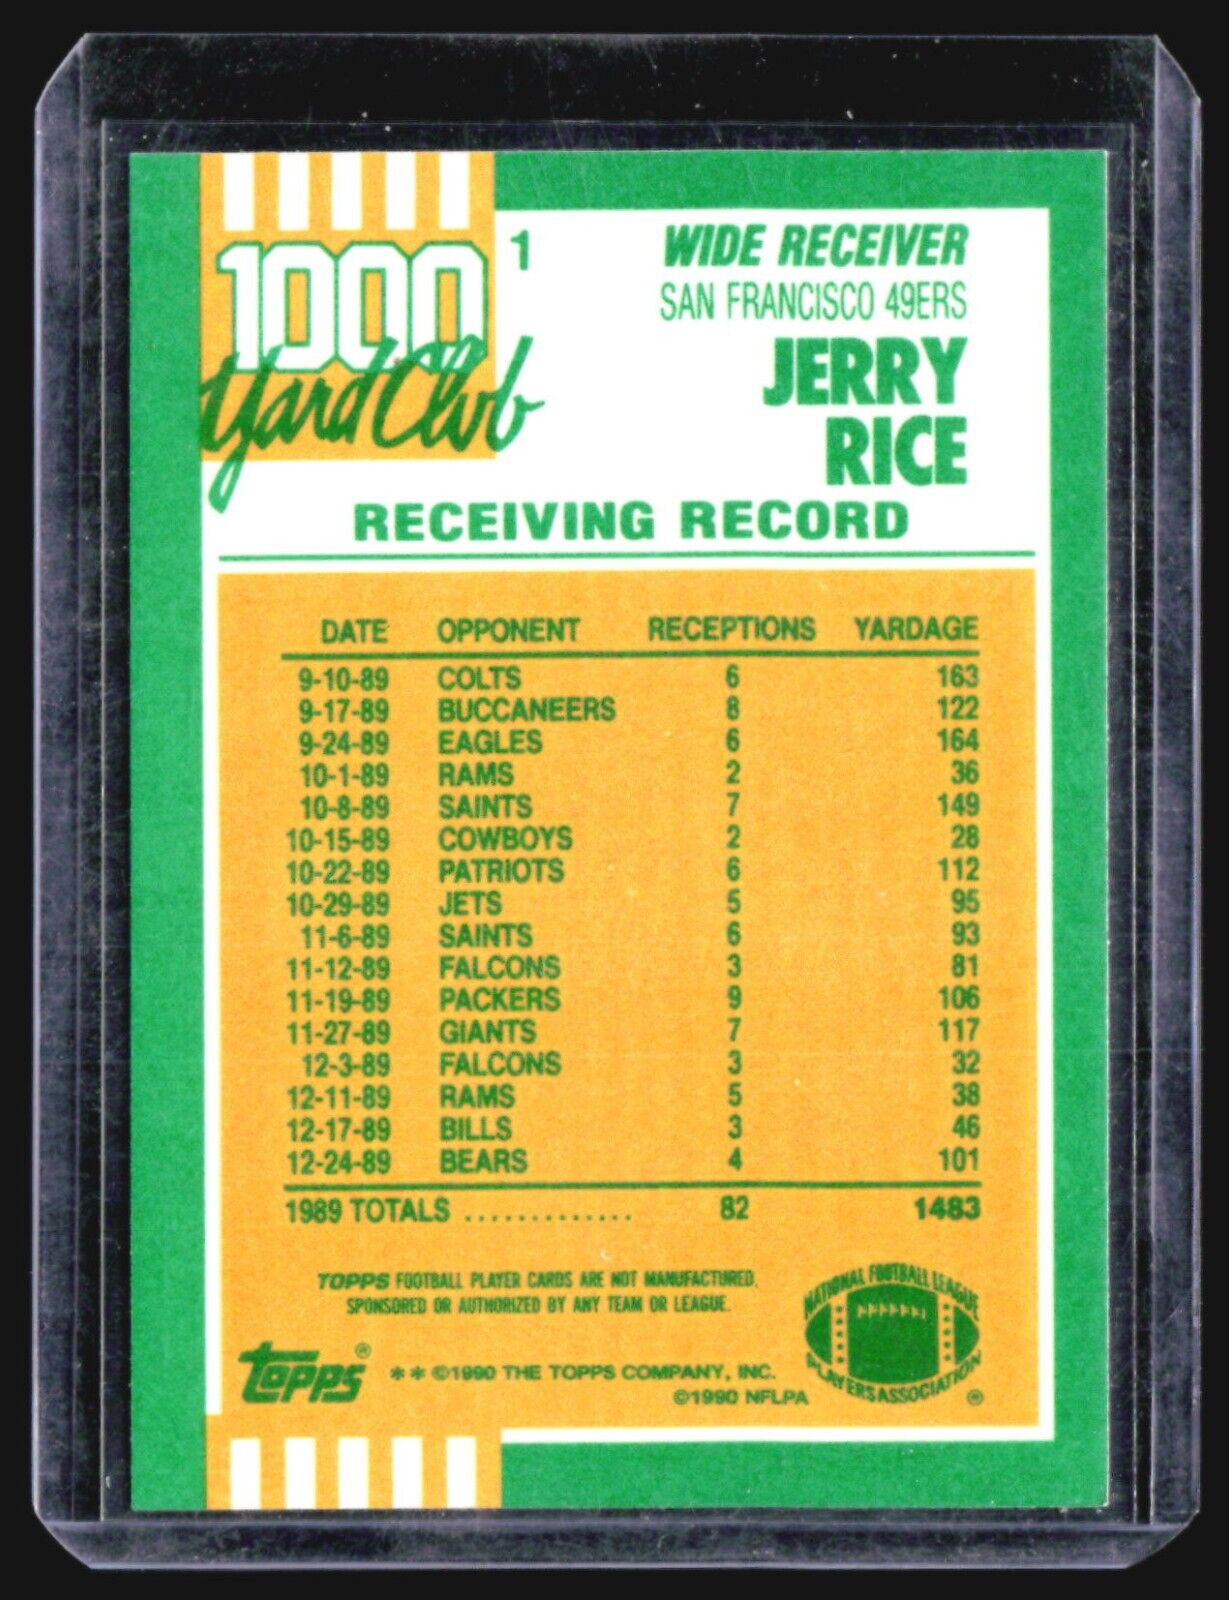 1000
Yard Club
1
WIDE RECEIVER
SAN FRANCISCO 49ERS
JERRY
RICE
RECEIVING RECORD
DATE OPPONENT RECEPTIONS YARDAGE
9-10-89 COLTS 6 163
9-17-89 BUCCANEERS 8 122
9-24-89 EAGLES 6 164
10-1-89 RAMS 2 36
10-8-89 SAINTS 7 149
10-15-89 COWBOYS 2 28
10-22-89 PATRIOTS 6 112
10-29-89 JETS 5 95
11-6-89 SAINTS 6 93
11-12-89 FALCONS 3 81
11-19-89 PACKERS 9 106
11-27-89 GIANTS 7 117
12-3-89 FALCONS 3 32
12-11-89 RAMS 5 38
12-17-89 BILLS 3 46
12-24-89 BEARS 4 101
1989 TOTALS ............. 82 1483
TOPPS FOOTBALL PLAYER CARDS ARE NOT MANUFACTURED,
SPONSORED OR AUTHORIZED BY ANY TEAM OR LEAGUE.
TOPPS®
**©1990 THE TOPPS COMPANY, INC.
©1990 NFLPA
NATIONAL FOOTBALL LEAGUE
PLAYERS ASSOCIATION
®